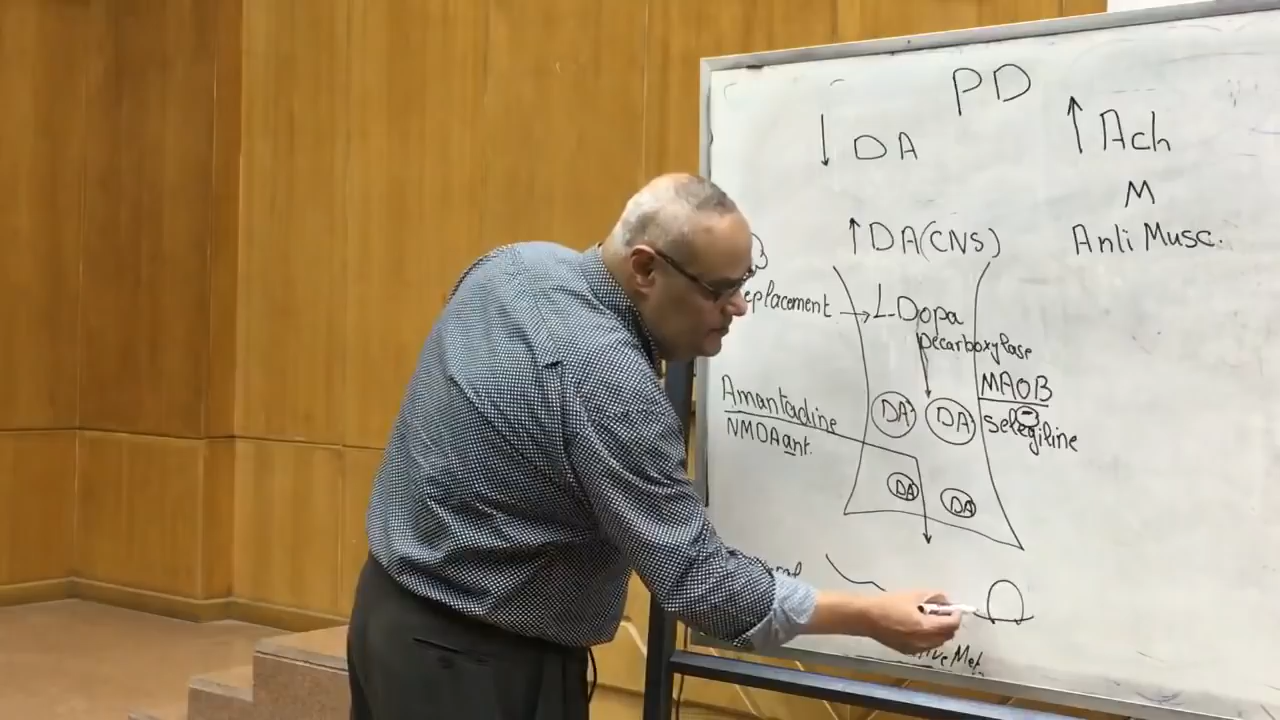 PD
↓ DA
↑ Ach
M
Anli Musc.
↑ DA (CNS)
eplacement → L-Dopa
Decarboxylase
MAOB
Selegiline
Amantadine
NMDA ant.
DA DA
DA DA